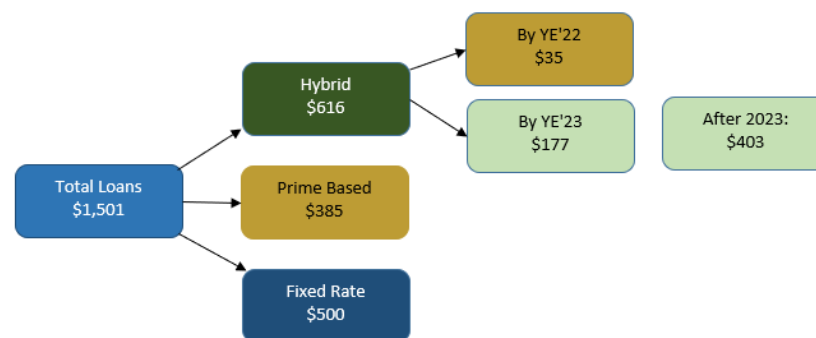 By YE'22
$35
Hybrid
$616
By YE'23
$177
After 2023:
$403
Total Loans
$1,501
Prime Based
$385
Fixed Rate
$500